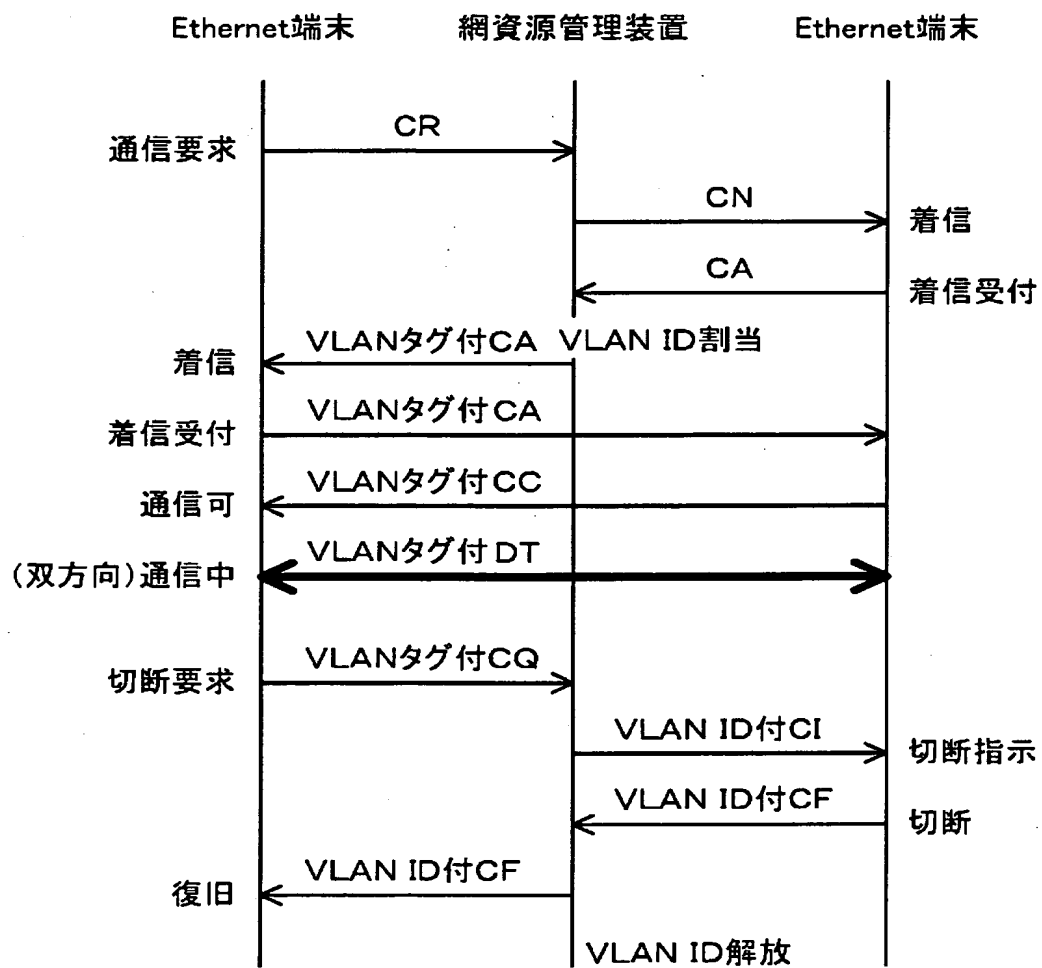 Ethernet端末 網資源管理装置 Ethernet端末
通信要求 CR
CN 着信
CA 着信受付
着信 VLANタグ付CA VLAN ID割当
着信受付 VLANタグ付CA
通信可 VLANタグ付CC
(双方向)通信中 VLANタグ付DT
切断要求 VLANタグ付CQ
VLAN ID付CI 切断指示
VLAN ID付CF 切断
復旧 VLAN ID付CF
VLAN ID解放